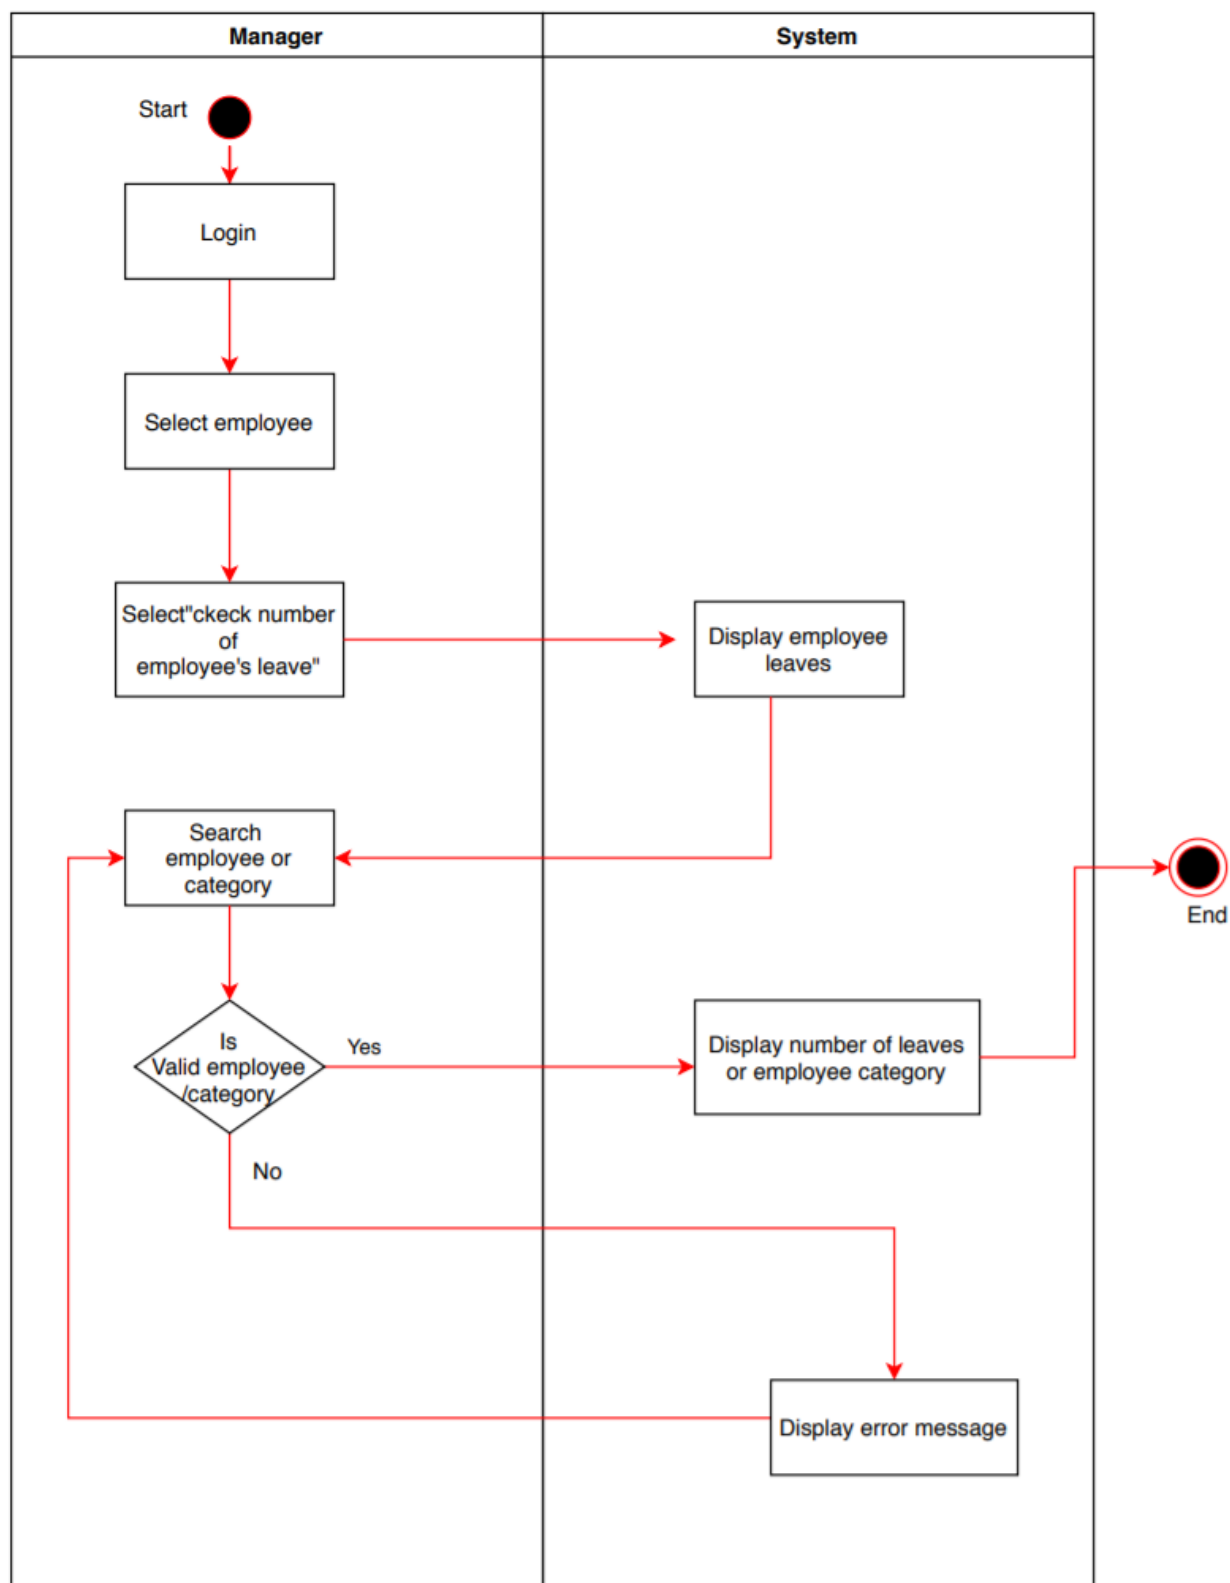 Manager
System
Start
Login
Select employee
Select"ckeck number
of
employee's leave"
Display employee
leaves
Search
employee or
category
End
Is
Valid employee
/category
Yes
Display number of leaves
or employee category
No
Display error message